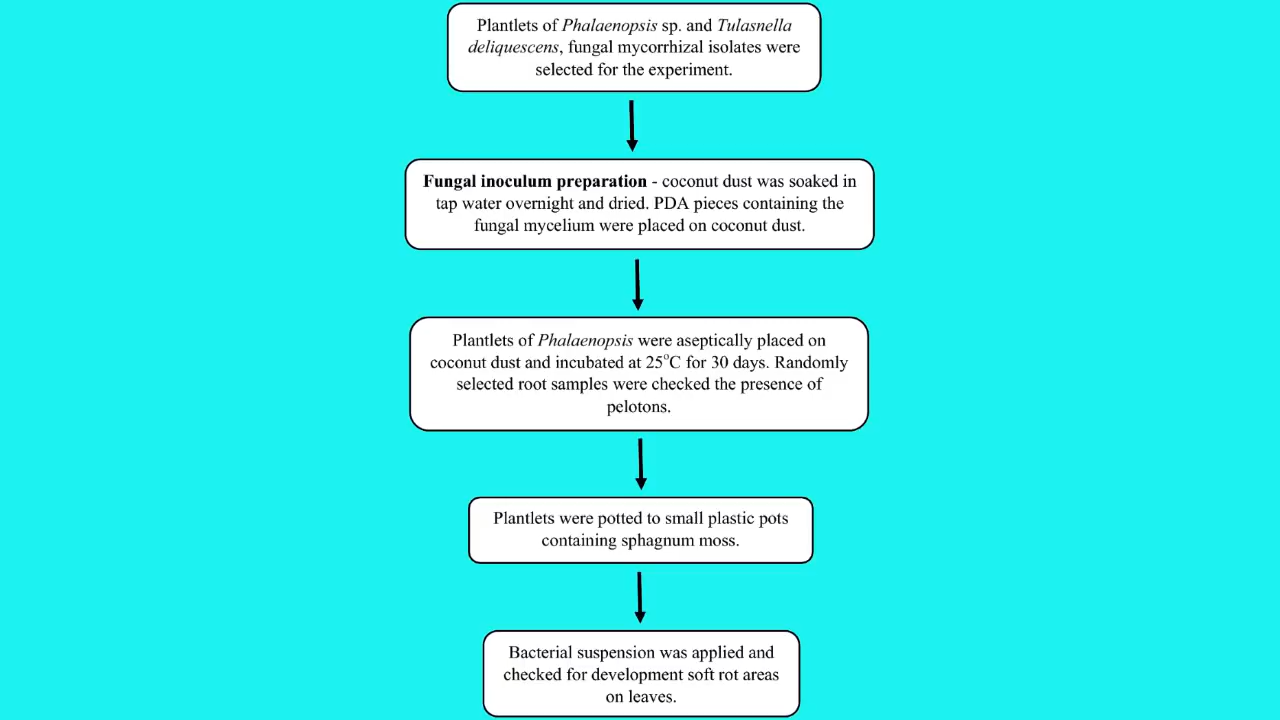 Plantlets of Phalaenopsis sp. and Tulasnella
deliquescens, fungal mycorrhizal isolates were
selected for the experiment.
Fungal inoculum preparation - coconut dust was soaked in
tap water overnight and dried. PDA pieces containing the
fungal mycelium were placed on coconut dust.
Plantlets of Phalaenopsis were aseptically placed on
coconut dust and incubated at 25°C for 30 days. Randomly
selected root samples were checked the presence of
pelotons.
Plantlets were potted to small plastic pots
containing sphagnum moss.
Bacterial suspension was applied and
checked for development soft rot areas
on leaves.